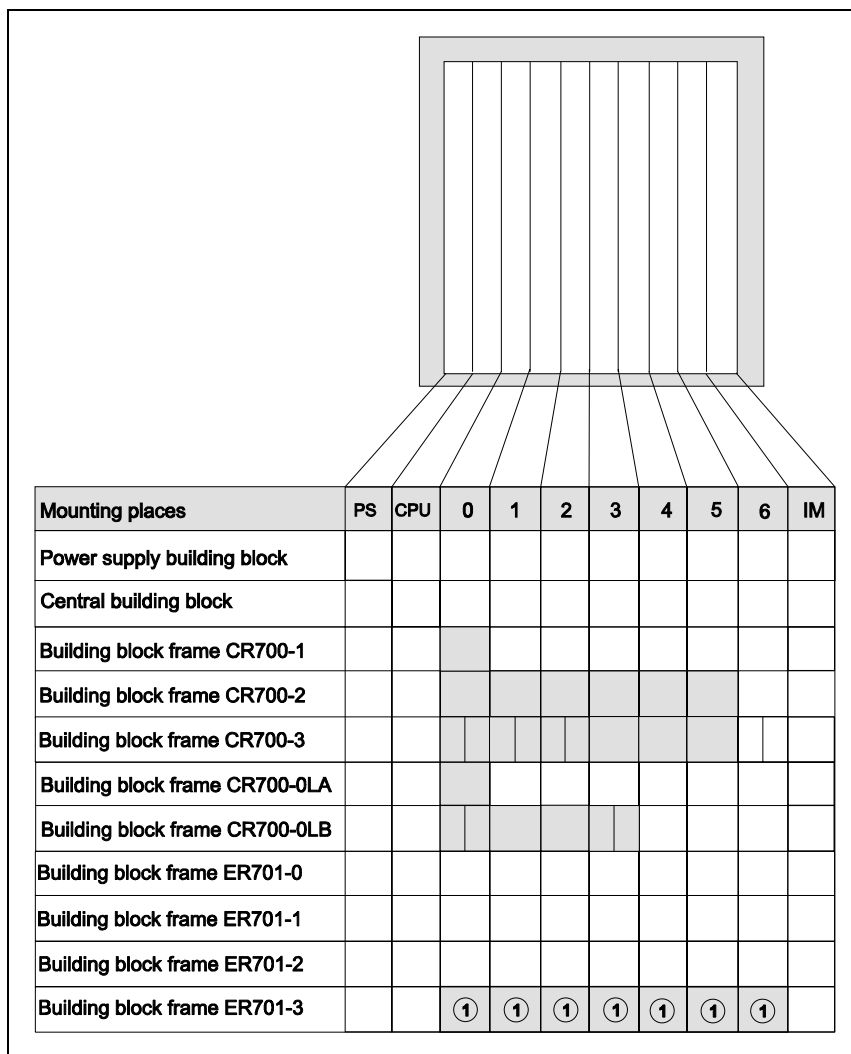 Mounting places PS CPU 0 1 2 3 4 5 6 IM
Power supply building block
Central building block
Building block frame CR700-1
Building block frame CR700-2
Building block frame CR700-3
Building block frame CR700-0LA
Building block frame CR700-0LB
Building block frame ER701-0
Building block frame ER701-1
Building block frame ER701-2
Building block frame ER701-3 1 1 1 1 1 1 1